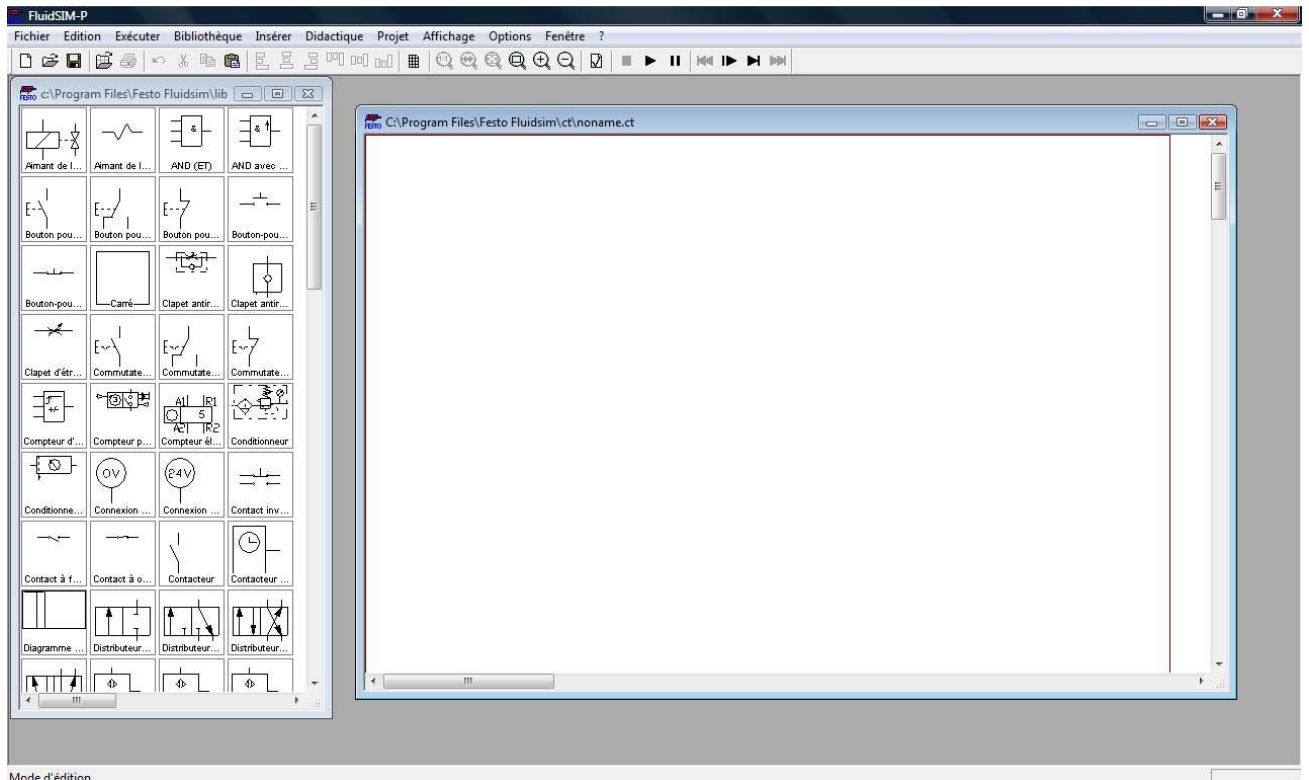 FluidSIM-P
Fichier Edition Exécuter Bibliothèque Insérer Didactique Projet Affichage Options Fenêtre ?
c:\Program Files\Festo Fluidsim\lib
C:\Program Files\Festo Fluidsim\ct\noname.ct
Aimant de l... Aimant de l... AND (ET) AND avec ...
Bouton pou... Bouton pou... Bouton pou... Bouton-pou...
Bouton-pou... Carré Clapet antir... Clapet antir...
Clapet d'étr... Commutate... Commutate... Commutate...
A1 R1
5
A2 R2
Compteur d'... Compteur p... Compteur él... Conditionneur
0V 24V
Conditionne... Connexion ... Connexion ... Contact inv...
Contact à f... Contact à o... Contacteur Contacteur ...
Diagramme ... Distributeur... Distributeur... Distributeur...
Mode d'édition